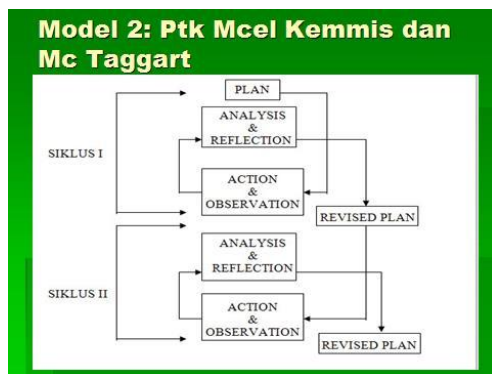 Model 2: Ptk Mcel Kemmis dan
Mc Taggart
PLAN
ANALYSIS
&
REFLECTION
SIKLUS I
ACTION
&
OBSERVATION
REVISED PLAN
ANALYSIS
&
REFLECTION
SIKLUS II
ACTION
&
OBSERVATION
REVISED PLAN